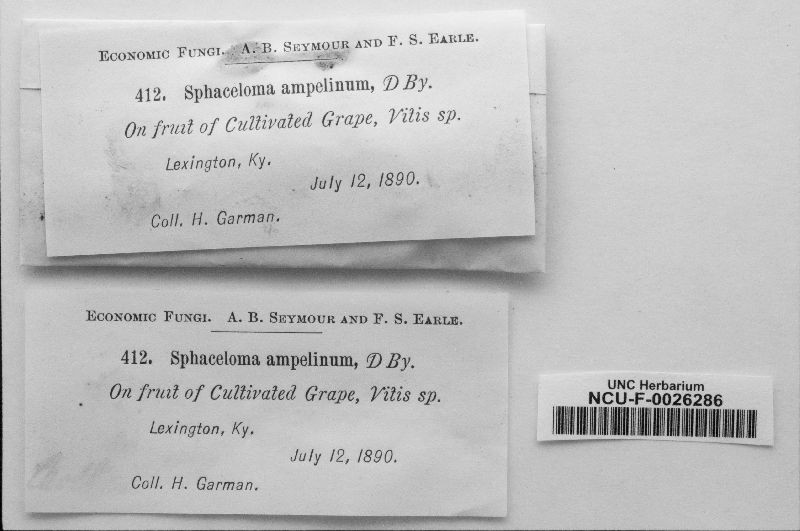 ECONOMIC FUNGI. A. B. SEYMOUR AND F. S. EARLE.
412. Sphaceloma ampelinum, D By.
On fruit of Cultivated Grape, Vitis sp.
Lexington, Ky.
July 12, 1890.
Coll. H. Garman.
ECONOMIC FUNGI. A. B. SEYMOUR AND F. S. EARLE.
412. Sphaceloma ampelinum, D By.
On fruit of Cultivated Grape, Vitis sp.
Lexington, Ky.
July 12, 1890.
Coll. H. Garman.
UNC Herbarium
NCU-F-0026286